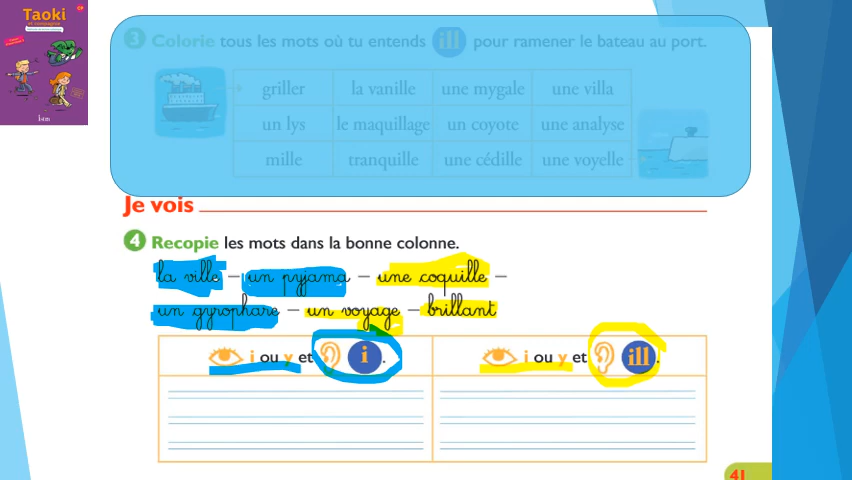 Taoki
et compagnie
CP
3 Colorie tous les mots où tu entends ill pour ramener le bateau au port.
griller la vanille une mygale une villa
un lys le maquillage un coyote une analyse
mille tranquille une cédille une voyelle
Je vois
4 Recopie les mots dans la bonne colonne.
la ville – un pyjama – une coquille –
un gyrophare – un voyage – brillant
i ou y et i . i ou y et ill .
41